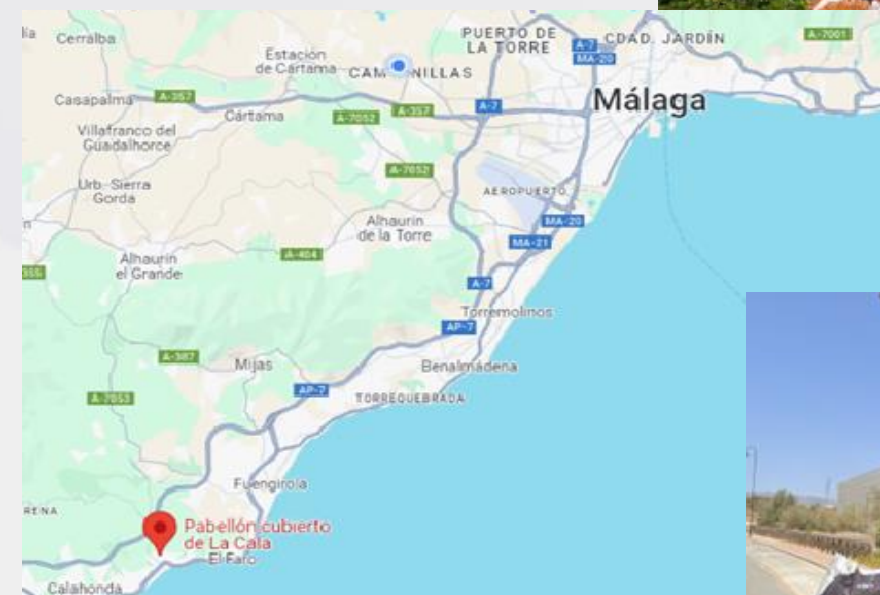 Cerralba
Estación
de Cártama
PUERTO DE
LA TORRE
A-7
MA-20
CDAD. JARDÍN
A-7001
Casapalma
A-357
Cártama
A-7052
A-357
A-7
Málaga
Villafranco del
Guadalhorce
A-7052
Urb. Sierra
Gorda
AEROPUERTO
Alhaurín
de la Torre
MA-20
MA-21
Alhaurín
el Grande
A-404
A-7
Torremolinos
AP-7
A-387
Mijas
Benalmádena
AP-7
TORREQUEBRADA
A-7053
Fuengirola
Pabellón cubierto
de La Cala
El Faro
Calahonda